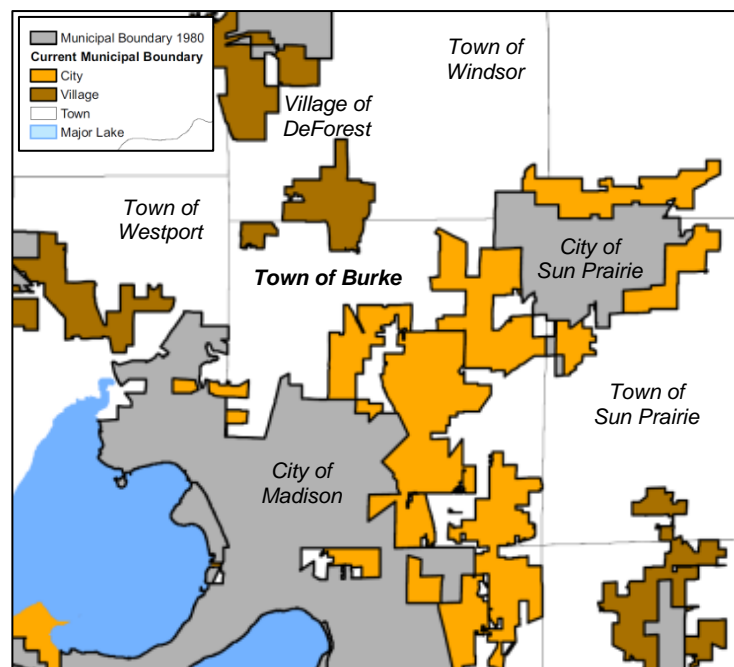 Municipal Boundary 1980
Current Municipal Boundary
City
Village
Town
Major Lake
Town of
Windsor
Village of
DeForest
Town of
Westport
City of
Sun Prairie
Town of Burke
Town of
Sun Prairie
City of
Madison